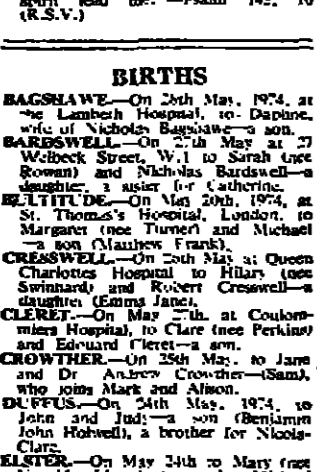 (R.S.V.)
BIRTHS
BAGSHAWE.—On May, 1974, at
the Lambeth Hospital, to Daphne,
wife of Nicholas Bagshawe—a son.
BARDSWELL.—On 27th May at 27
Welbeck Street, W.1 to Sarah (nee
Rowan) and Nicholas Bardswell—a
daughter, a sister for Catherine.
BULTITUDE.—On May 20th, 1974, at
St. Thomas's Hospital, London, to
Margaret (nee Turner) and Michael
—a son (Matthew Frank).
CRESSWELL.—On May at Queen
Charlottes Hospital to Hilary (nee
Swinnard) and Robert Cresswell—a
daughter (Emma Jane).
CLERET.—On May 27th, at Coulom-
miers Hospital, to Clare (nee Perkins)
and Edouard Cleret—a son.
CROWTHER.—On 25th May, to Jane
and Dr Andrew Crowther—(Sam),
who joins Mark and Alison.
DUFFUS.—On 24th May, 1974, to
John and Judy—a son (Benjamin
John Holwell), a brother for Nicola-
Clare.
ELSTER.—On May 24th to Mary (nee